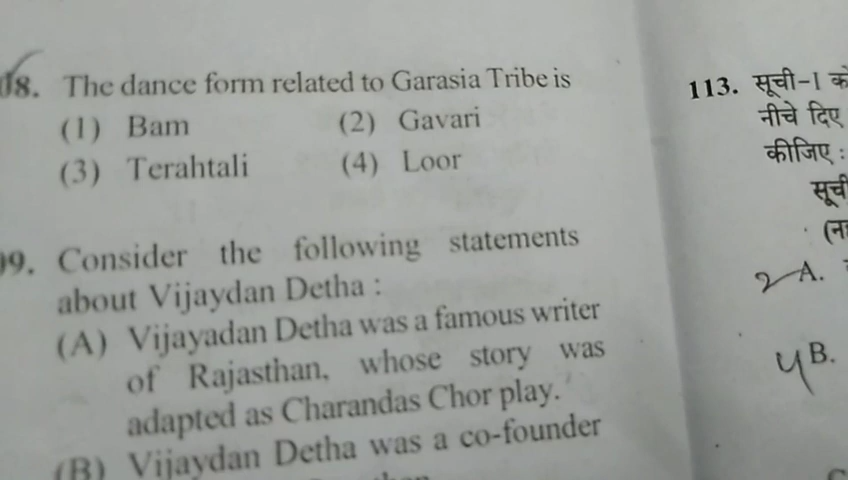 08. The dance form related to Garasia Tribe is
(1) Bam (2) Gavari
(3) Terahtali (4) Loor
09. Consider the following statements
about Vijaydan Detha :
(A) Vijayadan Detha was a famous writer
of Rajasthan, whose story was
adapted as Charandas Chor play.
(B) Vijaydan Detha was a co-founder
113. सूची-I को
नीचे दिए
कीजिए :
सूची
2 A.
4 B.